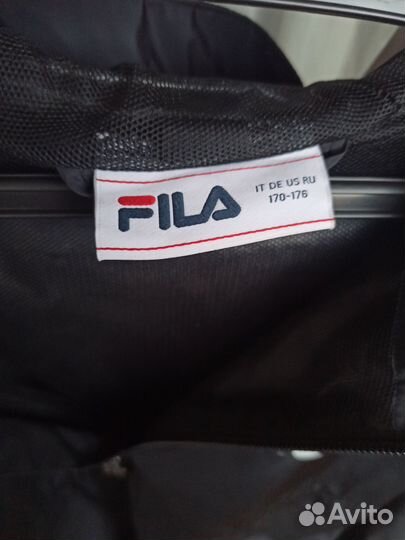 FILA
IT DE US RU
170-176
Avito